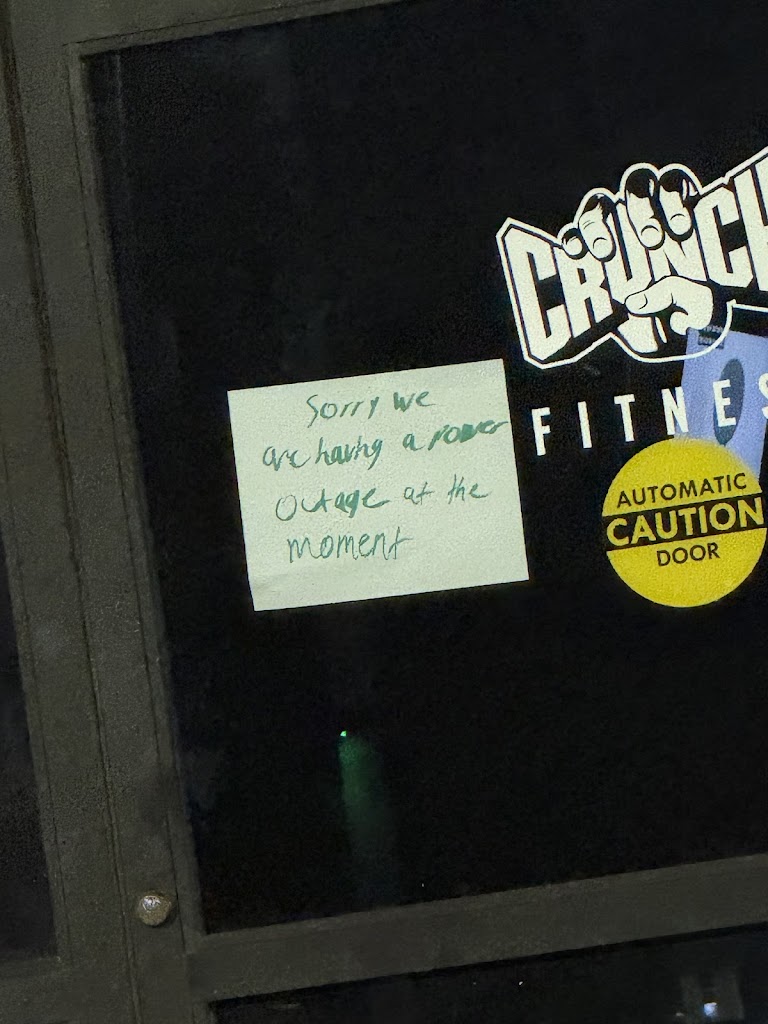 CRUNCH
FITNES
Sorry we
are having a power
outage at the
moment
AUTOMATIC
CAUTION
DOOR